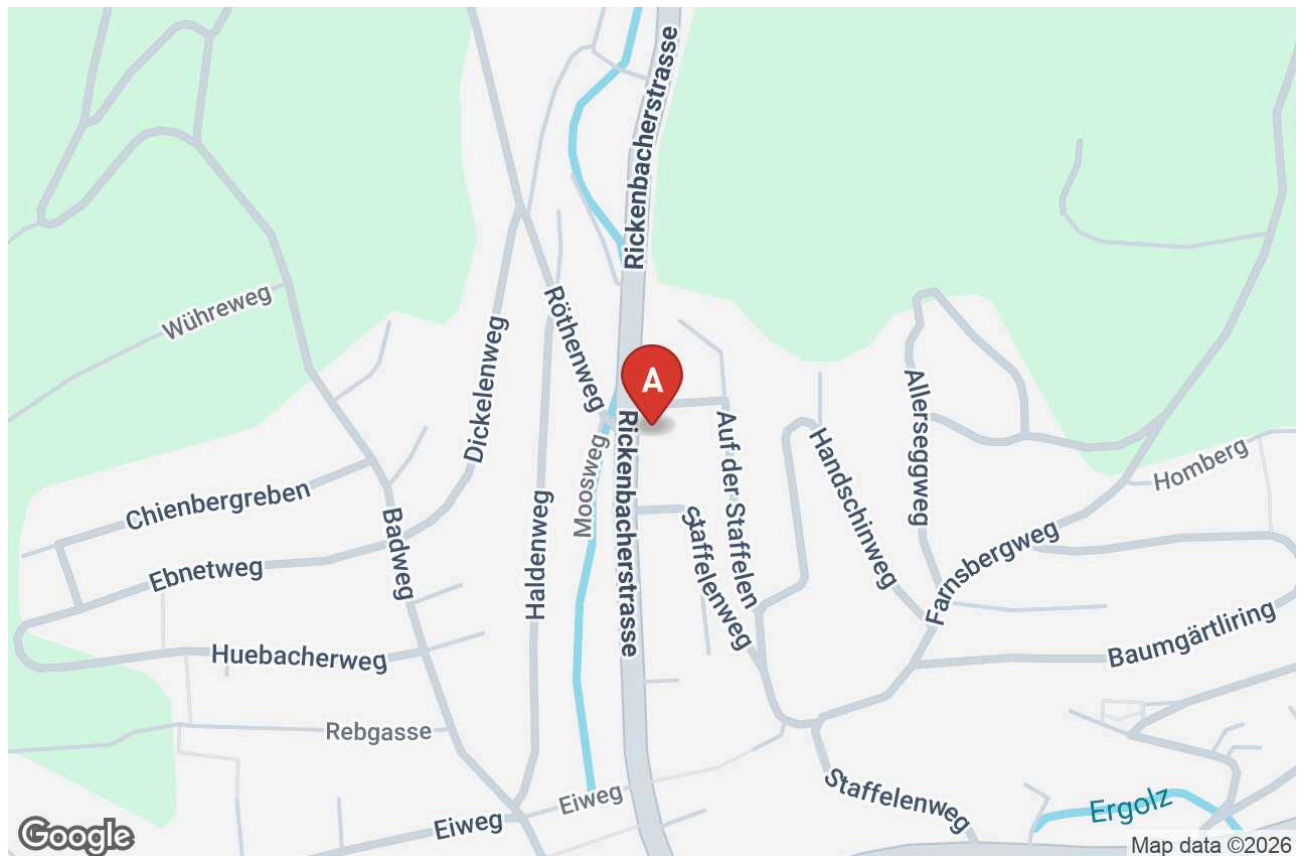 Rickenbacherstrasse
Wühreweg
Röthenweg
Dickelenweg
A
Allerseggweg
Rickenbacherstrasse
Auf der Staffelen
Handschinweg
Homberg
Moosweg
Chienbergreben
Haldenweg
Badweg
Staffelenweg
Ebnetweg
Farnsbergweg
Baumgärtliring
Huebacherweg
Rebgasse
Eiweg
Staffelenweg
Ergolz
Eiweg
Google
Map data ©2026